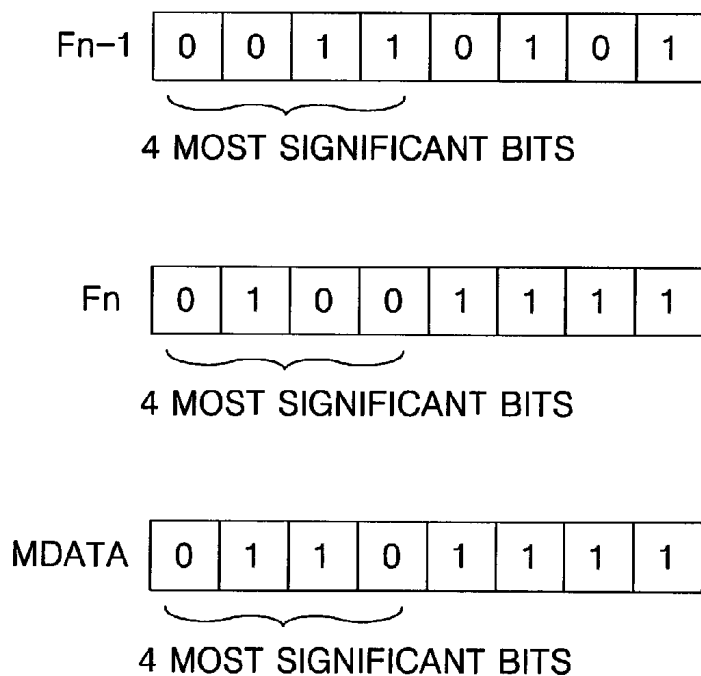 Fn-1 0 0 1 1 0 1 0 1
4 MOST SIGNIFICANT BITS
Fn 0 1 0 0 1 1 1 1
4 MOST SIGNIFICANT BITS
MDATA 0 1 1 0 1 1 1 1
4 MOST SIGNIFICANT BITS